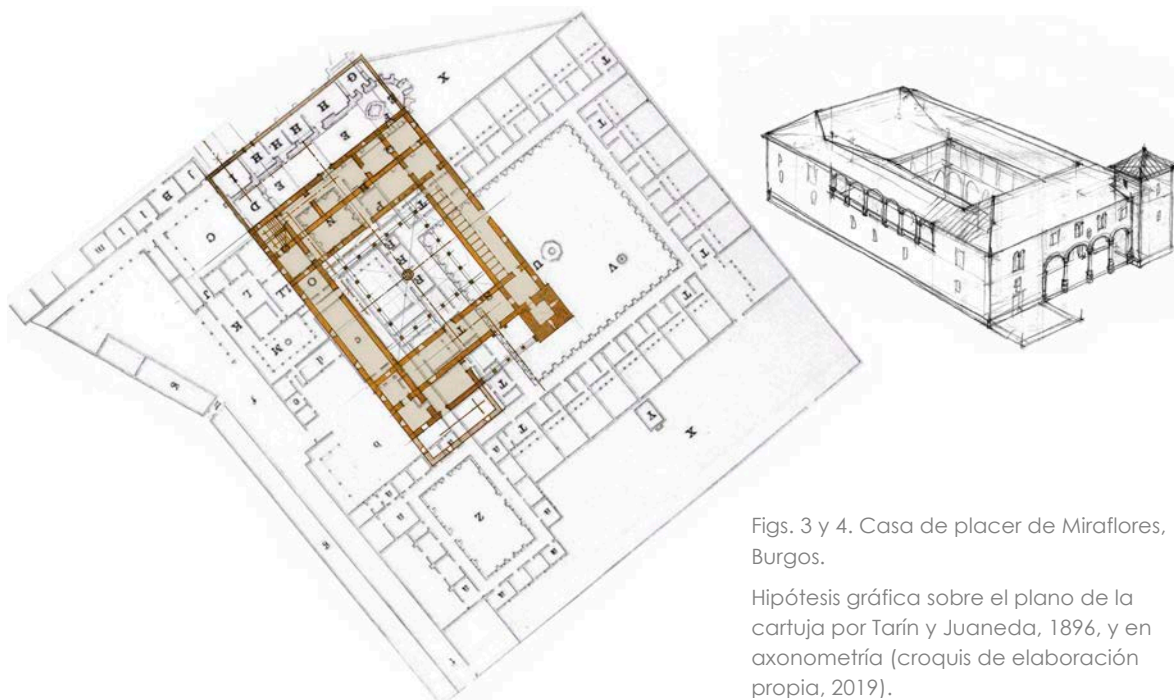 Figs. 3 y 4. Casa de placer de Miraflores,
Burgos.
Hipótesis gráfica sobre el plano de la
cartuja por Tarín y Juaneda, 1896, y en
axonometría (croquis de elaboración
propia, 2019).
X
G
H
H
H
H
E
E
D
B
J
C
L
LL
K
M
J
N
O
T
T
T
T
T
T
T
T
T
U
V
X
Y
Z
R
R